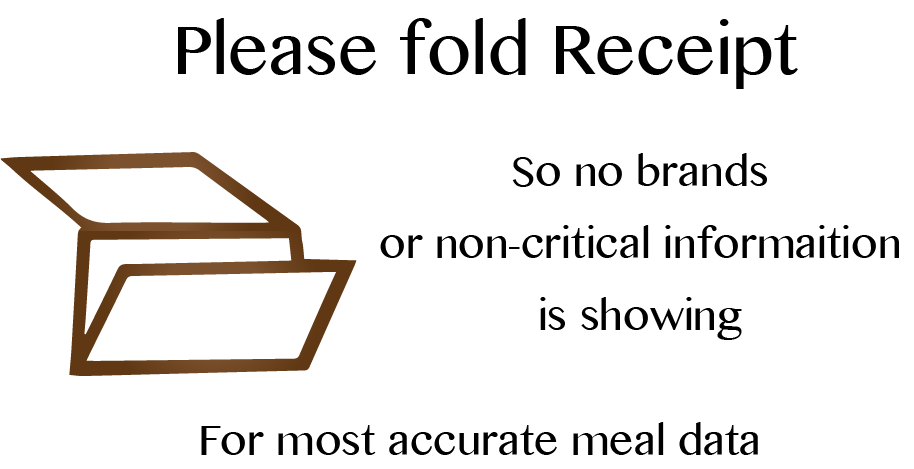 Please fold Receipt
So no brands
or non-critical informaition
is showing
For most accurate meal data